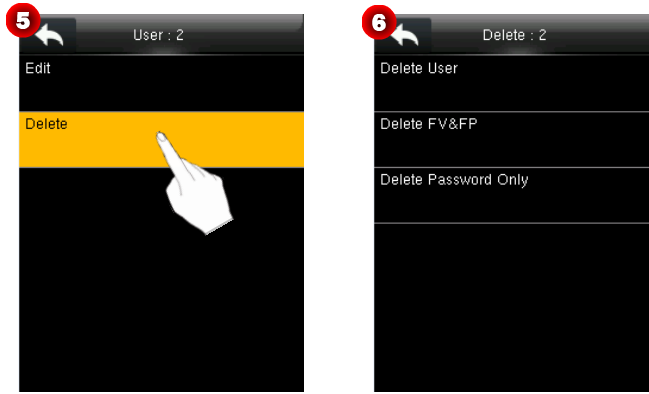 5
User : 2
Edit
Delete
6
Delete : 2
Delete User
Delete FV&FP
Delete Password Only